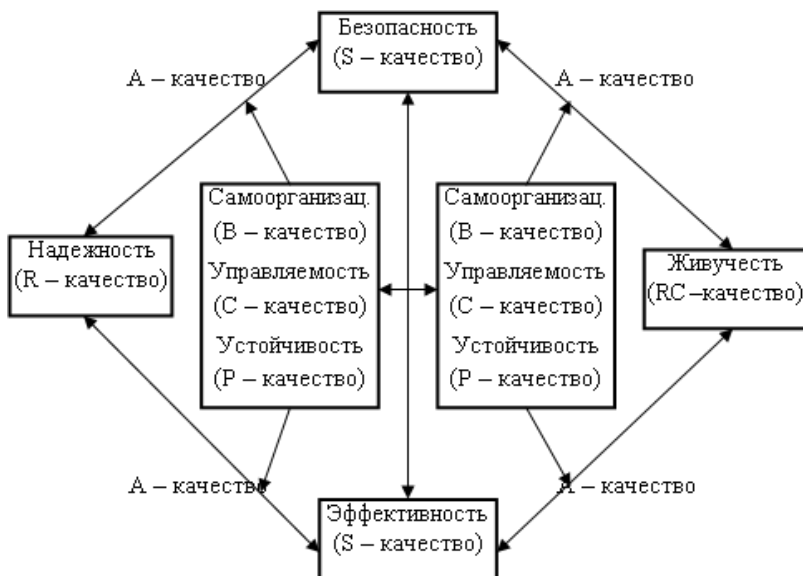 Безопасность
(S – качество)
А – качество
А – качество
Самоорганизац.
(В – качество)
Управляемость
(С – качество)
Устойчивость
(Р – качество)
Самоорганизац.
(В – качество)
Управляемость
(С – качество)
Устойчивость
(Р – качество)
Надежность
(R – качество)
Живучесть
(RC –качество)
А – качество
А – качество
Эффективность
(S – качество)